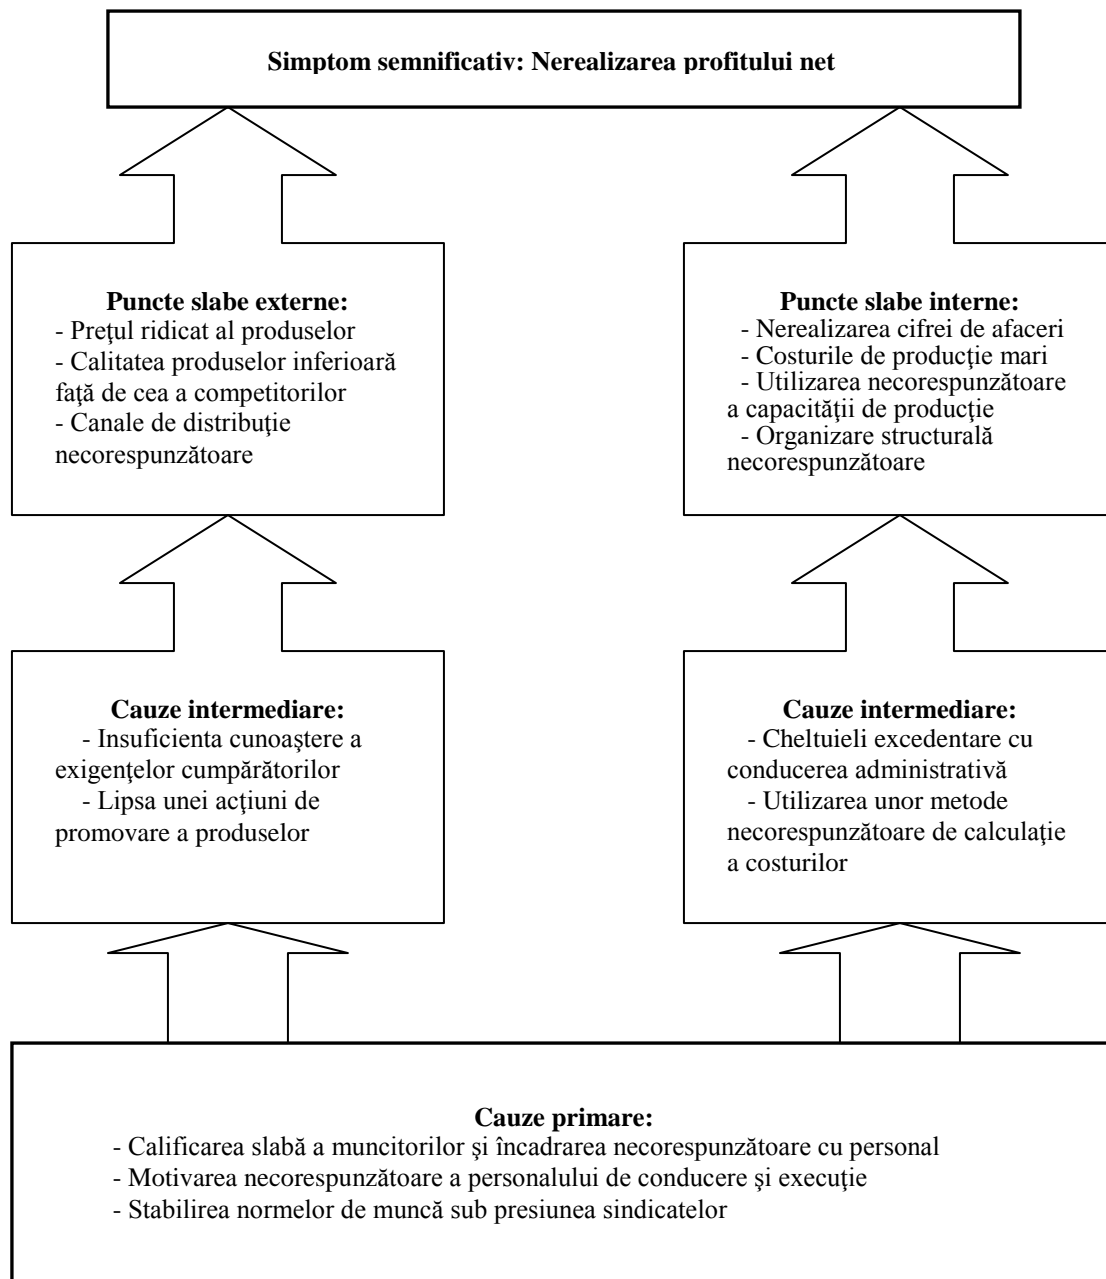 Simptom semnificativ: Nerealizarea profitului net
Puncte slabe externe:
- Preţul ridicat al produselor
- Calitatea produselor inferioară
faţă de cea a competitorilor
- Canale de distribuţie
necorespunzătoare
Puncte slabe interne:
- Nerealizarea cifrei de afaceri
- Costurile de producţie mari
- Utilizarea necorespunzătoare
a capacităţii de producţie
- Organizare structurală
necorespunzătoare
Cauze intermediare:
- Insuficienta cunoaştere a
exigenţelor cumpărătorilor
- Lipsa unei acţiuni de
promovare a produselor
Cauze intermediare:
- Cheltuieli excedentare cu
conducerea administrativă
- Utilizarea unor metode
necorespunzătoare de calculaţie
a costurilor
Cauze primare:
- Calificarea slabă a muncitorilor şi încadrarea necorespunzătoare cu personal
- Motivarea necorespunzătoare a personalului de conducere şi execuţie
- Stabilirea normelor de muncă sub presiunea sindicatelor